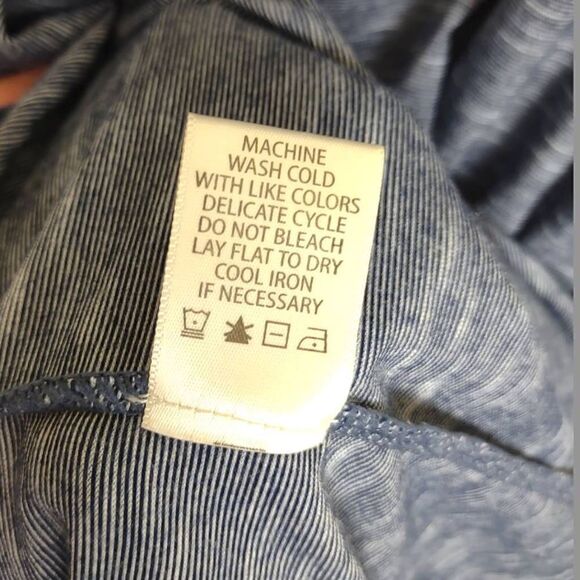 MACHINE
WASH COLD
WITH LIKE COLORS
DELICATE CYCLE
DO NOT BLEACH
LAY FLAT TO DRY
COOL IRON
IF NECESSARY